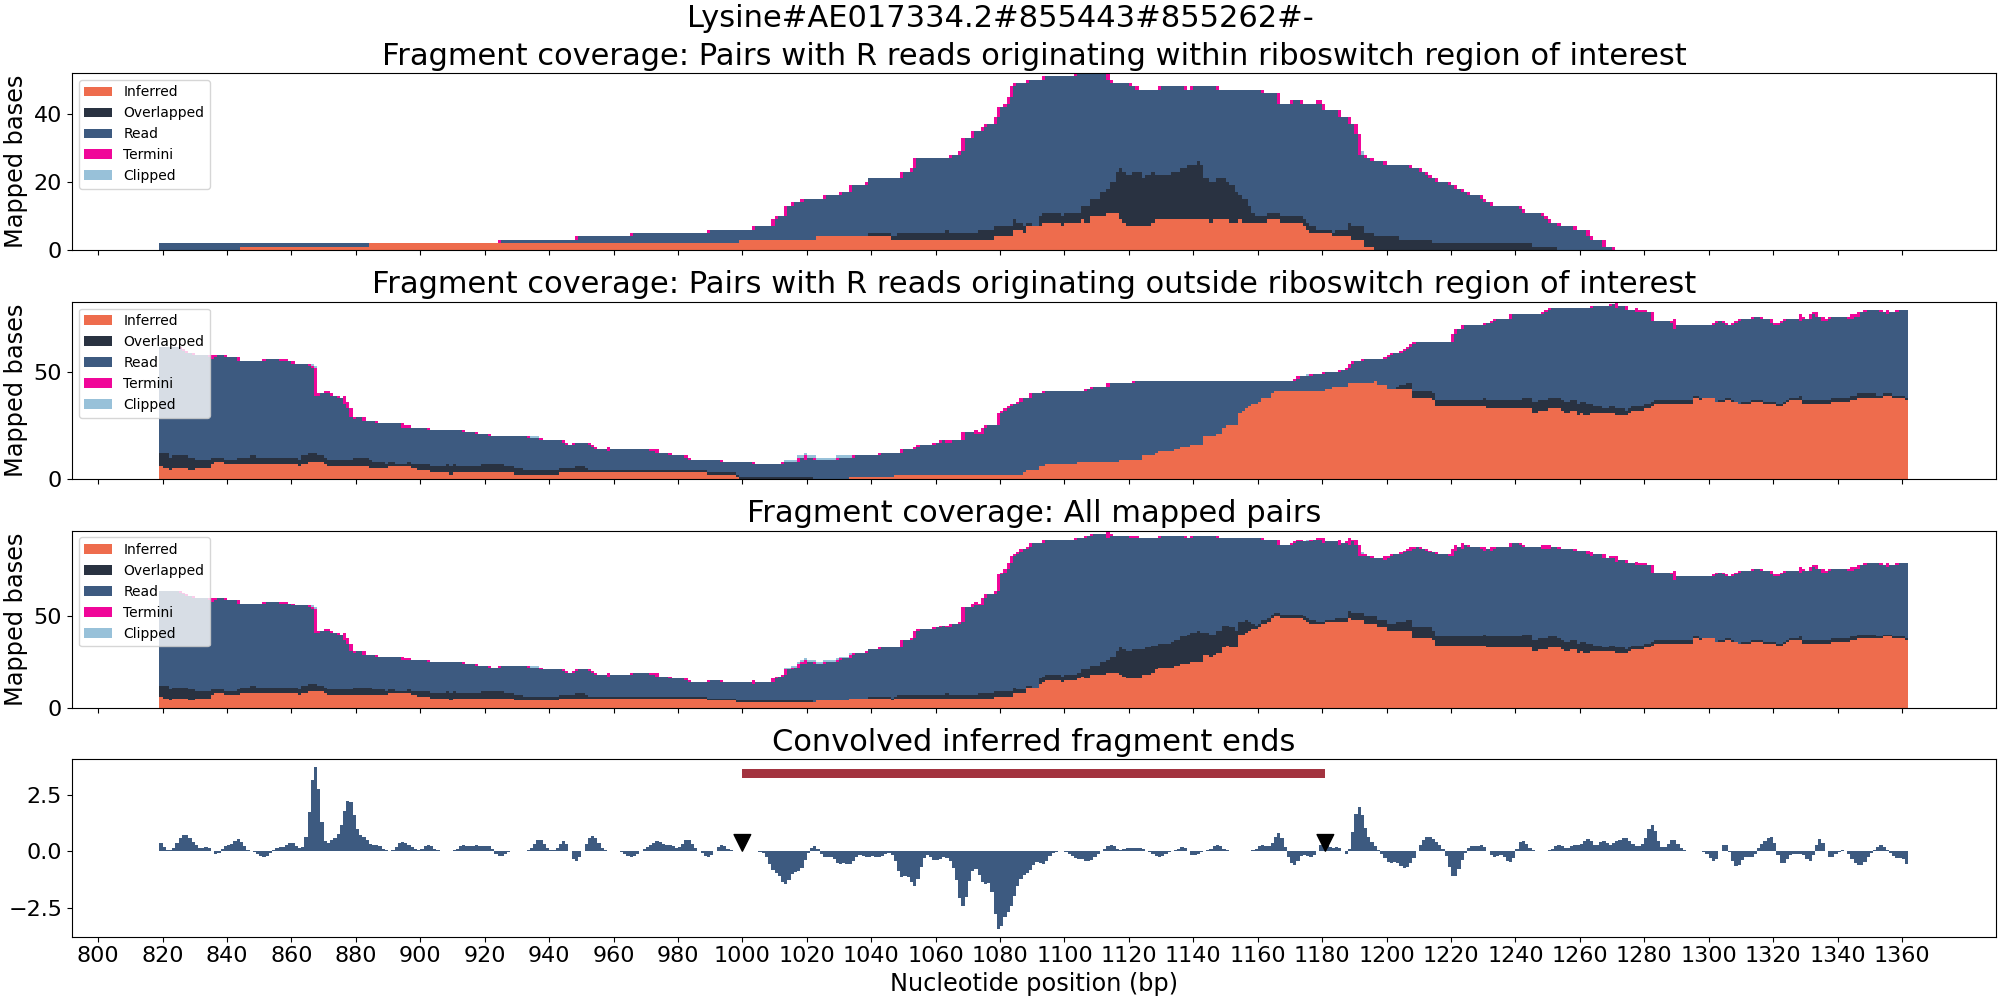 Lysine#AE017334.2#855443#855262#-
Fragment coverage: Pairs with R reads originating within riboswitch region of interest
Mapped bases
40
20
0
Inferred
Overlapped
Read
Termini
Clipped
Fragment coverage: Pairs with R reads originating outside riboswitch region of interest
Mapped bases
50
0
Inferred
Overlapped
Read
Termini
Clipped
Fragment coverage: All mapped pairs
Mapped bases
50
0
Inferred
Overlapped
Read
Termini
Clipped
Convolved inferred fragment ends
2.5
0.0
−2.5
800 820 840 860 880 900 920 940 960 980 1000 1020 1040 1060 1080 1100 1120 1140 1160 1180 1200 1220 1240 1260 1280 1300 1320 1340 1360
Nucleotide position (bp)